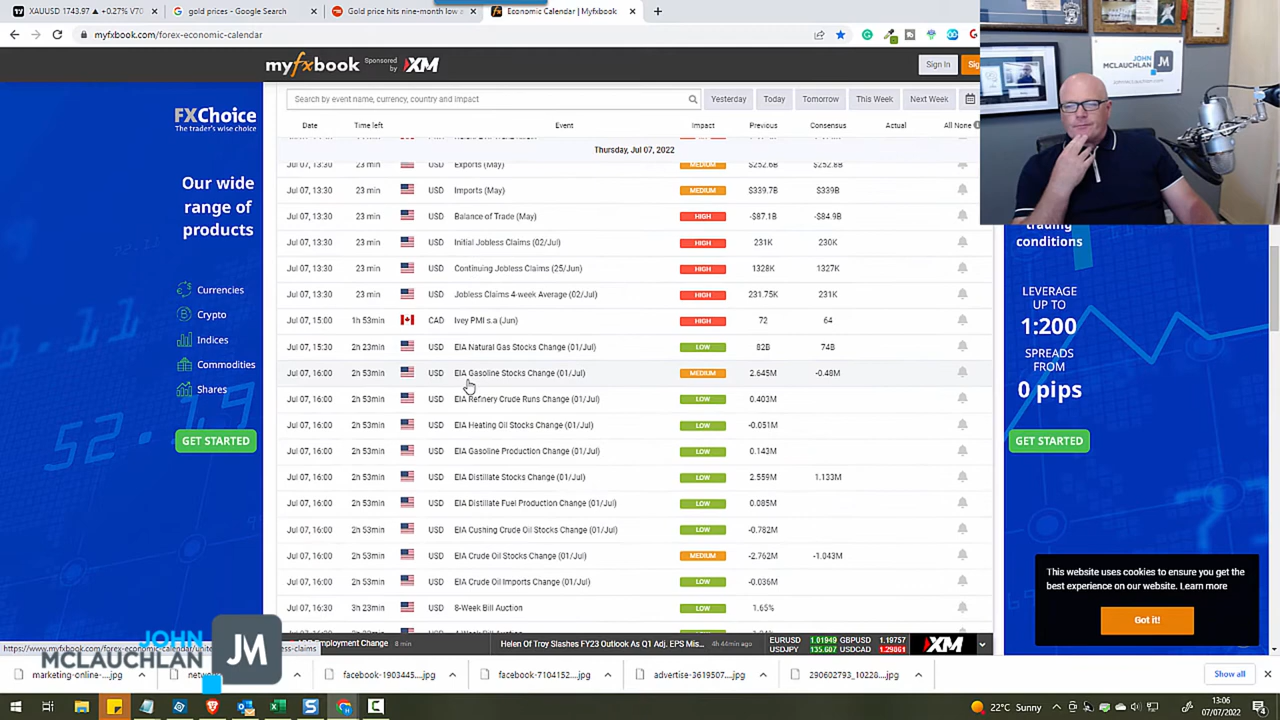 XAUUSD 1743.97 ▲ +0.27% V70
gold prices - Google Search
Gold price hits nine-month low a
Economic Calendar | Myfxbook
myfxbook.com/forex-economic-calendar
myfxbook Sponsored by XM
Sign In
FXChoice
The trader's wise choice
Our wide
range of
products
Currencies
Crypto
Indices
Commodities
Shares
GET STARTED
Search by event name, currency, country and Impact
Yesterday
Tomorrow
This Week
Next Week
Date Time left Event Impact Previous Consensus Actual All None
Thursday, Jul 07, 2022
Jul 07, 13:30 23 min USD Exports (May) MEDIUM $252.6B $252.8B
Jul 07, 13:30 23 min USD Imports (May) MEDIUM $339.7B $339B
Jul 07, 13:30 23 min USD Balance of Trade (May) HIGH -$87.1B -$84.9B
Jul 07, 13:30 23 min USD Initial Jobless Claims (02/Jul) HIGH 231K 230K
Jul 07, 13:30 23 min USD Continuing Jobless Claims (25/Jun) HIGH 1328K 1327K
Jul 07, 13:30 23 min USD Jobless Claims 4-week Average (02/Jul) HIGH 231.75K 231K
Jul 07, 15:00 1h 53min CAD Ivey PMI s.a (Jun) HIGH 72 64
Jul 07, 15:30 2h 23min USD EIA Natural Gas Stocks Change (01/Jul) LOW 82B 74B
Jul 07, 16:00 2h 53min USD EIA Gasoline Stocks Change (01/Jul) MEDIUM 2.645M -0.48M
Jul 07, 16:00 2h 53min USD EIA Refinery Crude Runs Change (01/Jul) LOW 0.403M
Jul 07, 16:00 2h 53min USD EIA Heating Oil Stocks Change (01/Jul) LOW -0.051M
Jul 07, 16:00 2h 53min USD EIA Gasoline Production Change (01/Jul) LOW 0.143M
Jul 07, 16:00 2h 53min USD EIA Distillate Stocks Change (01/Jul) LOW 2.559M 1.133M
Jul 07, 16:00 2h 53min USD EIA Distillate Fuel Production Change (01/Jul) LOW 0.085M
Jul 07, 16:00 2h 53min USD EIA Cushing Crude Oil Stocks Change (01/Jul) LOW -0.782M
Jul 07, 16:00 2h 53min USD EIA Crude Oil Stocks Change (01/Jul) MEDIUM -2.762M -1.043M
Jul 07, 16:00 2h 53min USD EIA Crude Oil Imports Change (01/Jul) LOW -0.036M
3h 23min USD 8-Week Bill Auction LOW 1.65%
JOHN
MCLAUCHLAN
JM
trading
conditions
LEVERAGE
UP TO
1:200
SPREADS
FROM
0 pips
GET STARTED
This website uses cookies to ensure you get the
best experience on our website. Learn more
Got it!
Employment Change 8 min
Helen Of Troy Slashes FY23 Outlook As Q1 Adj. EPS Mis... 4h 44min ago
EURUSD 1.01949 GBPUSD 1.19757
USDJPY 135.607 USDCAD 1.29861
XM
JOHN
MCLAUCHLAN
JM
marketing-online-....jpg
facebook-1903445....jpg
facebook-7104152....jpg
advertise-3619507....jpg
290602793_10228....jpg
Show all
22°C Sunny
13:06
07/07/2022